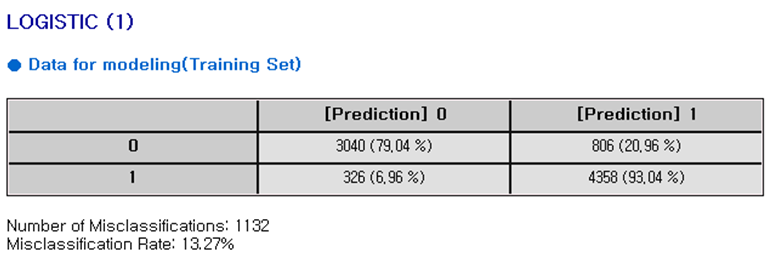 LOGISTIC (1)
● Data for modeling(Training Set)
[Prediction] 0 [Prediction] 1
0 3040 (79,04 %) 806 (20,96 %)
1 326 (6,96 %) 4358 (93,04 %)
Number of Misclassifications: 1132
Misclassification Rate: 13.27%